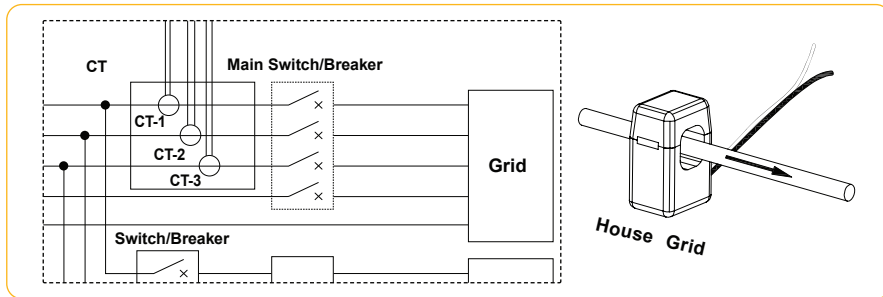 CT
Main Switch/Breaker
CT-1
CT-2
CT-3
Grid
Switch/Breaker
House Grid